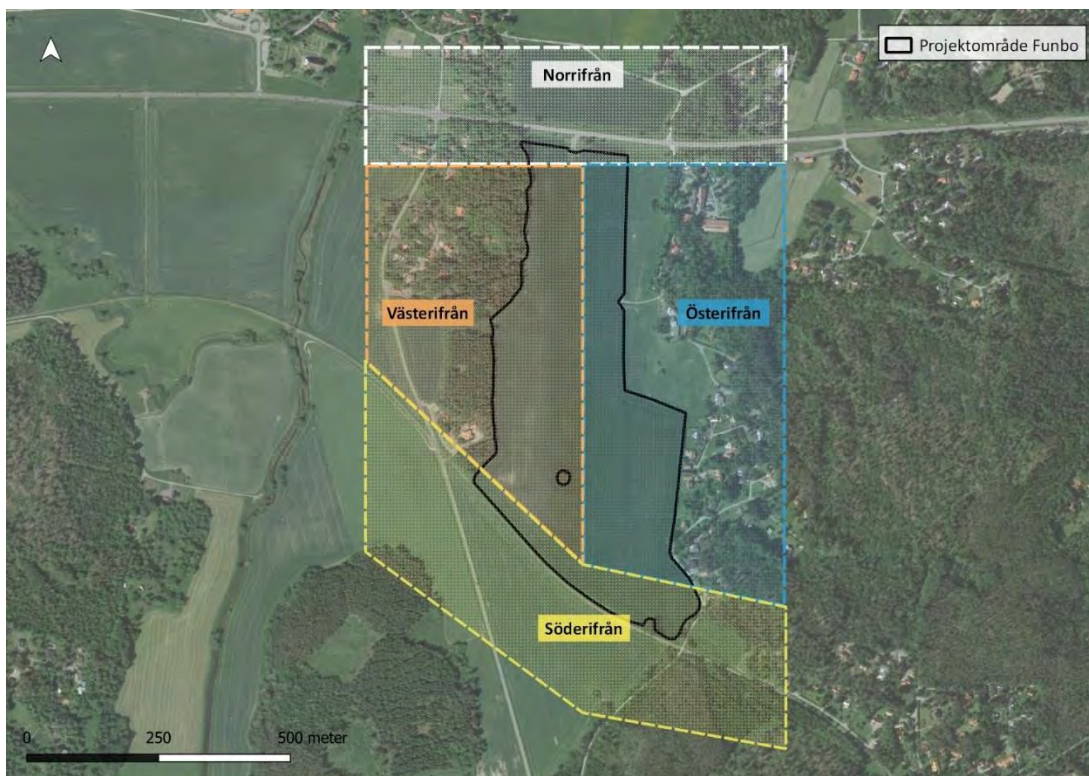 Projektområde Funbo
Norrifrån
Västerifrån
Österifrån
Söderifrån
0 250 500 meter